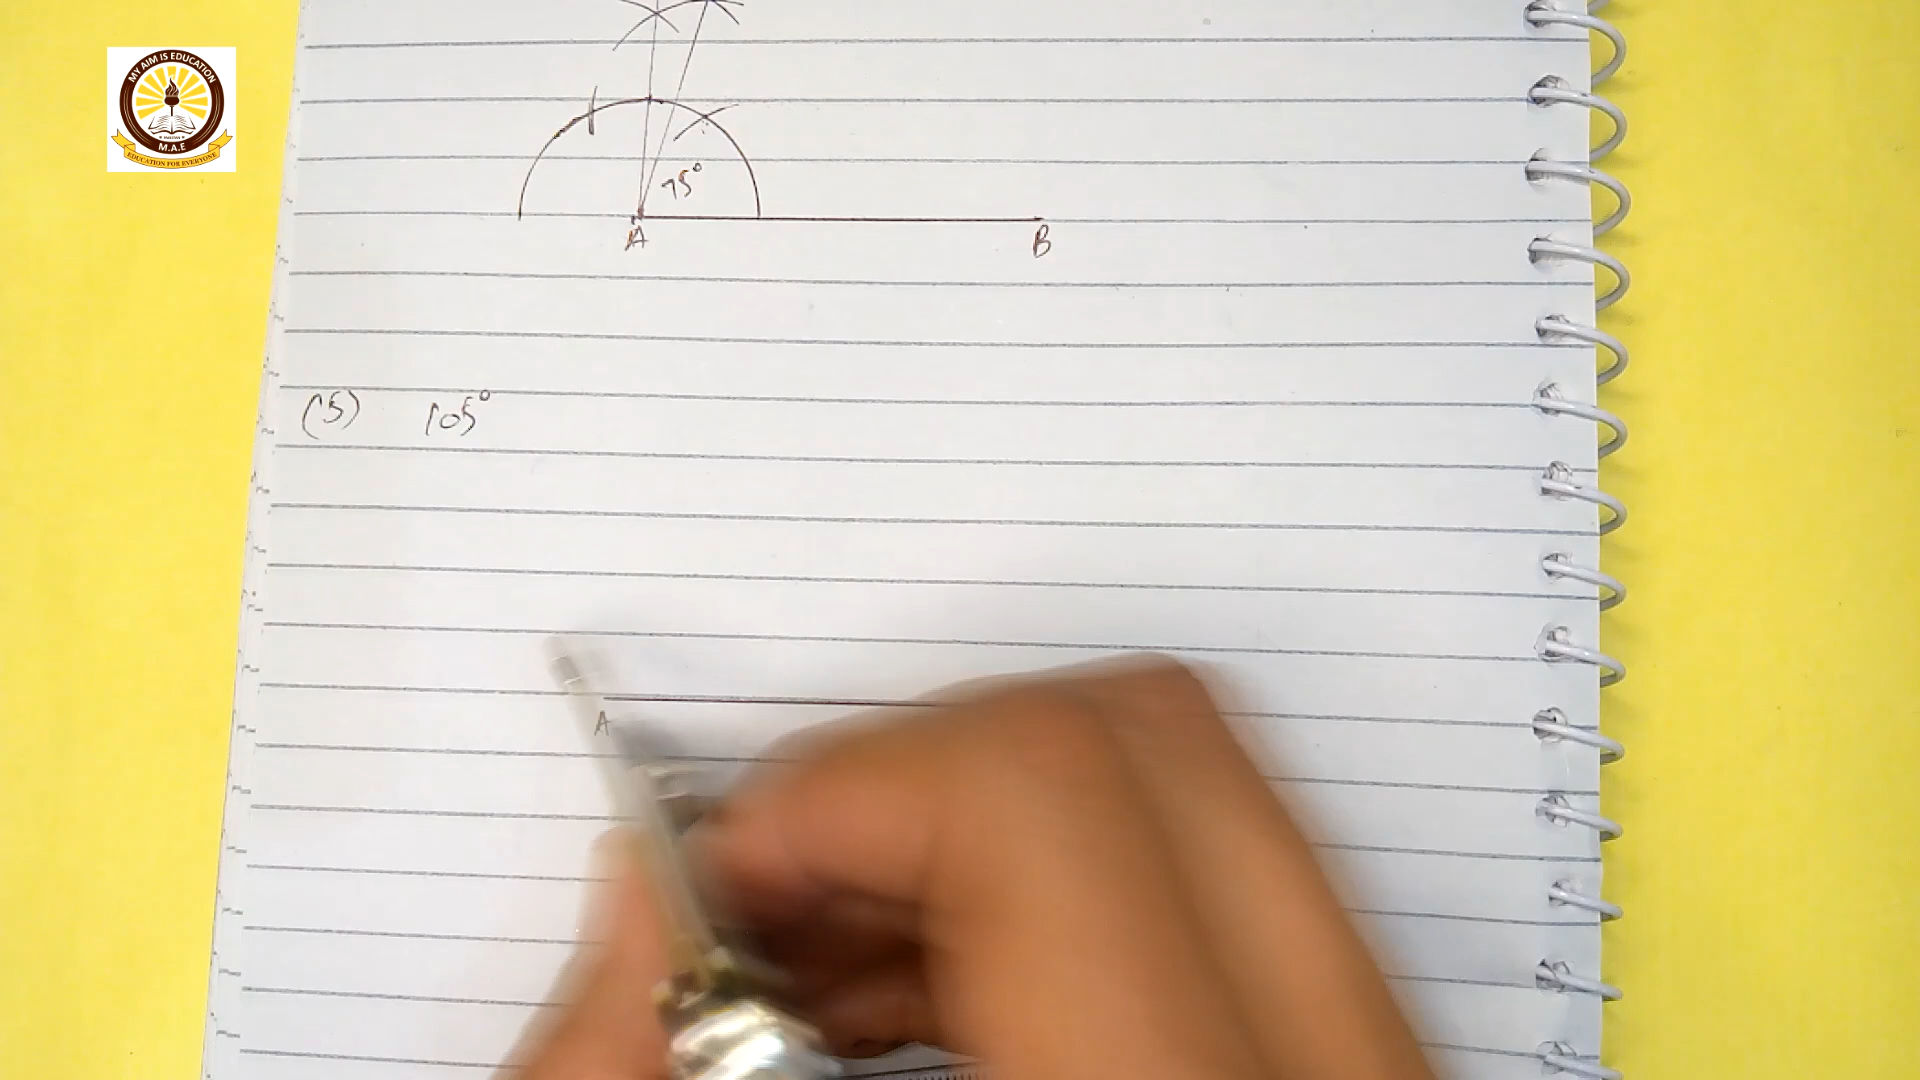 MY AIM IS EDUCATION
M.A.E
EDUCATION FOR EVERYONE
75°
A B
(5) 105°
A